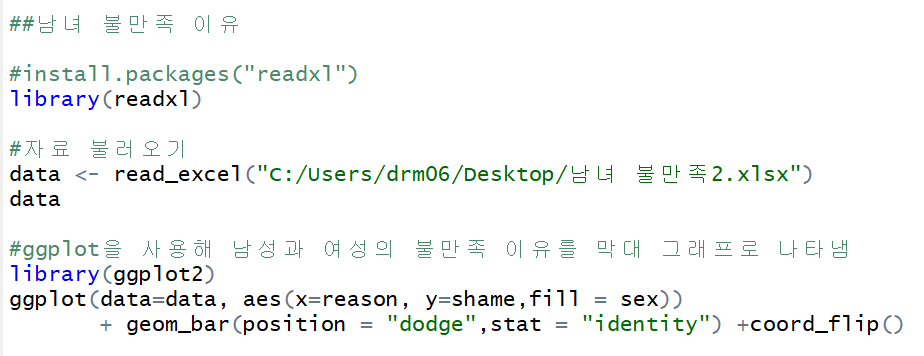 ##남녀 불만족 이유
#install.packages("readxl")
library(readxl)
#자료 불러오기
data <- read_excel("C:/Users/drm06/Desktop/남녀 불만족2.xlsx")
data
#ggplot을 사용해 남성과 여성의 불만족 이유를 막대 그래프로 나타냄
library(ggplot2)
ggplot(data=data, aes(x=reason, y=shame,fill = sex))
+ geom_bar(position = "dodge",stat = "identity") +coord_flip()